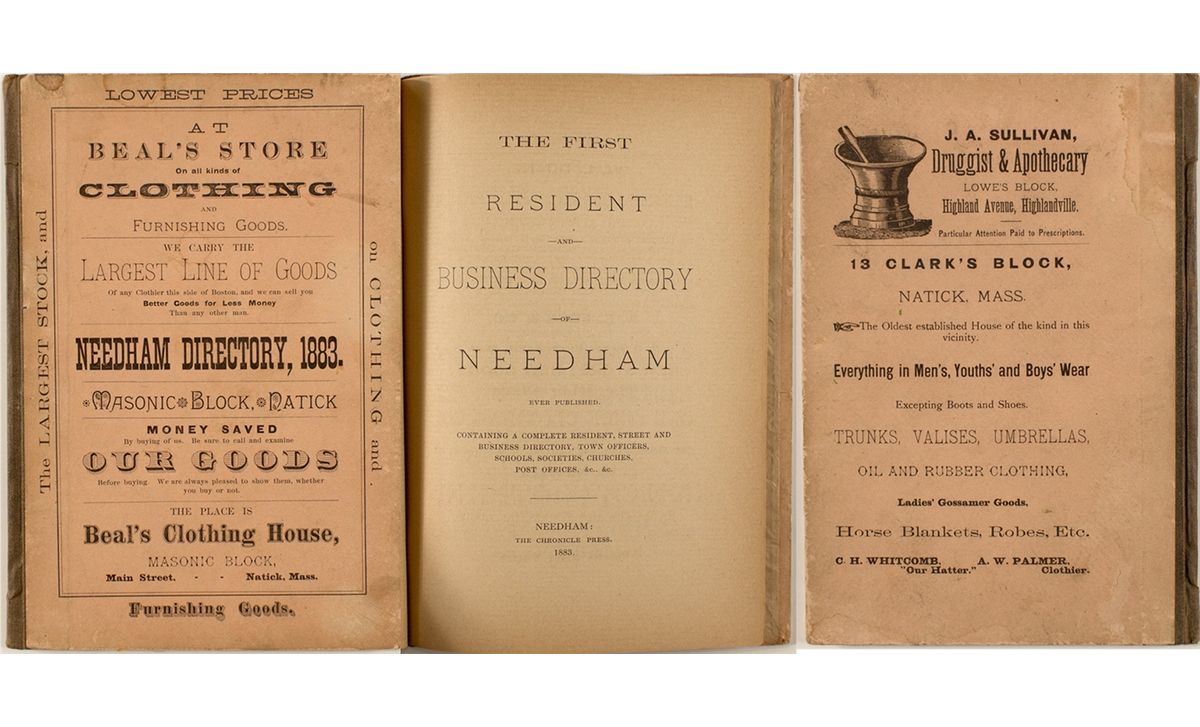 LOWEST PRICES
AT
BEAL'S STORE
On all kinds of
CLOTHING
AND
FURNISHING GOODS.
WE CARRY THE
LARGEST LINE OF GOODS
Of any Clothier this side of Boston, and we can sell you
Better Goods for Less Money
Than any other man.
NEEDHAM DIRECTORY, 1883.
MASONIC BLOCK, NATICK
MONEY SAVED
By buying of us. Be sure to call and examine
OUR GOODS
Before buying. We are always pleased to show them, whether
you buy or not.
THE PLACE IS
Beal's Clothing House,
MASONIC BLOCK,
Main Street. - - Natick, Mass.
Furnishing Goods.
The LARGEST STOCK, and
on CLOTHING and
THE FIRST
RESIDENT
—AND—
BUSINESS DIRECTORY
—OF—
NEEDHAM
EVER PUBLISHED.
CONTAINING A COMPLETE RESIDENT, STREET AND
BUSINESS DIRECTORY, TOWN OFFICERS,
SCHOOLS, SOCIETIES, CHURCHES,
POST OFFICES, &c., &c.
NEEDHAM:
THE CHRONICLE PRESS.
1883.
J. A. SULLIVAN,
Druggist & Apothecary
LOWE'S BLOCK,
Highland Avenue, Highlandville.
Particular Attention Paid to Prescriptions.
13 CLARK'S BLOCK,
NATICK, MASS.
The Oldest established House of the kind in this
vicinity.
Everything in Men's, Youths' and Boys' Wear
Excepting Boots and Shoes.
TRUNKS, VALISES, UMBRELLAS,
OIL AND RUBBER CLOTHING,
Ladies' Gossamer Goods,
Horse Blankets, Robes, Etc.
C. H. WHITCOMB, A. W. PALMER,
"Our Hatter." Clothier.